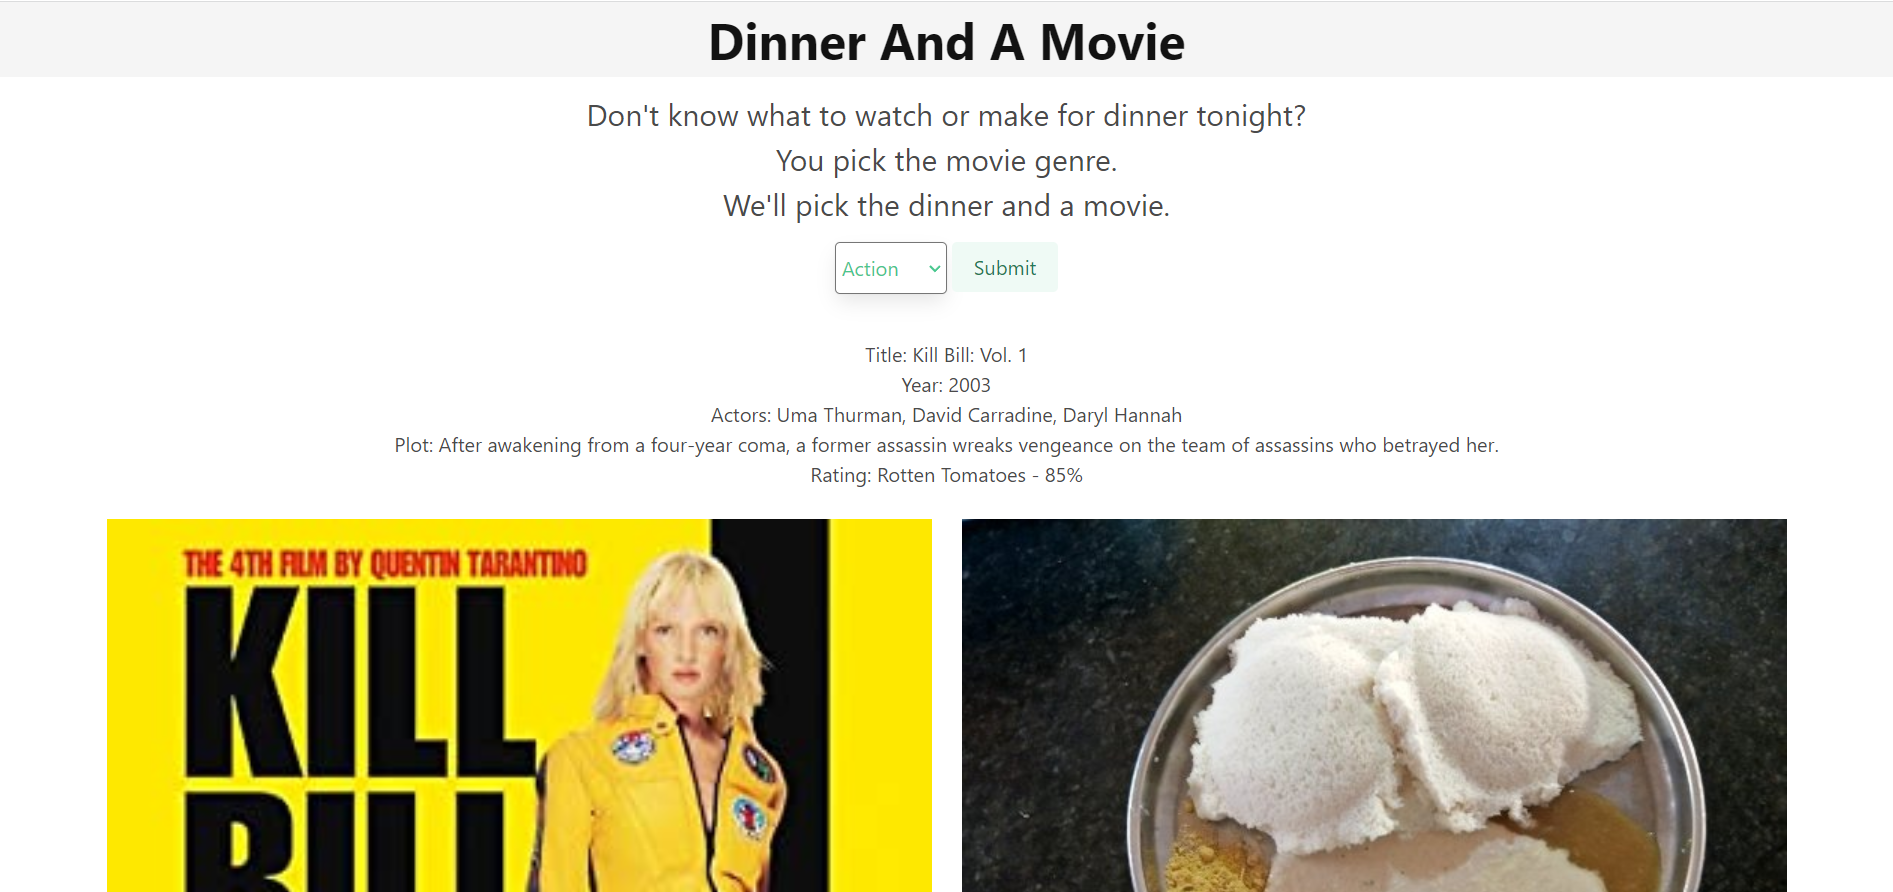 Dinner And A Movie
Don't know what to watch or make for dinner tonight?
You pick the movie genre.
We'll pick the dinner and a movie.
Action
Submit
Title: Kill Bill: Vol. 1
Year: 2003
Actors: Uma Thurman, David Carradine, Daryl Hannah
Plot: After awakening from a four-year coma, a former assassin wreaks vengeance on the team of assassins who betrayed her.
Rating: Rotten Tomatoes - 85%
THE 4TH FILM BY QUENTIN TARANTINO
KILL
BILL